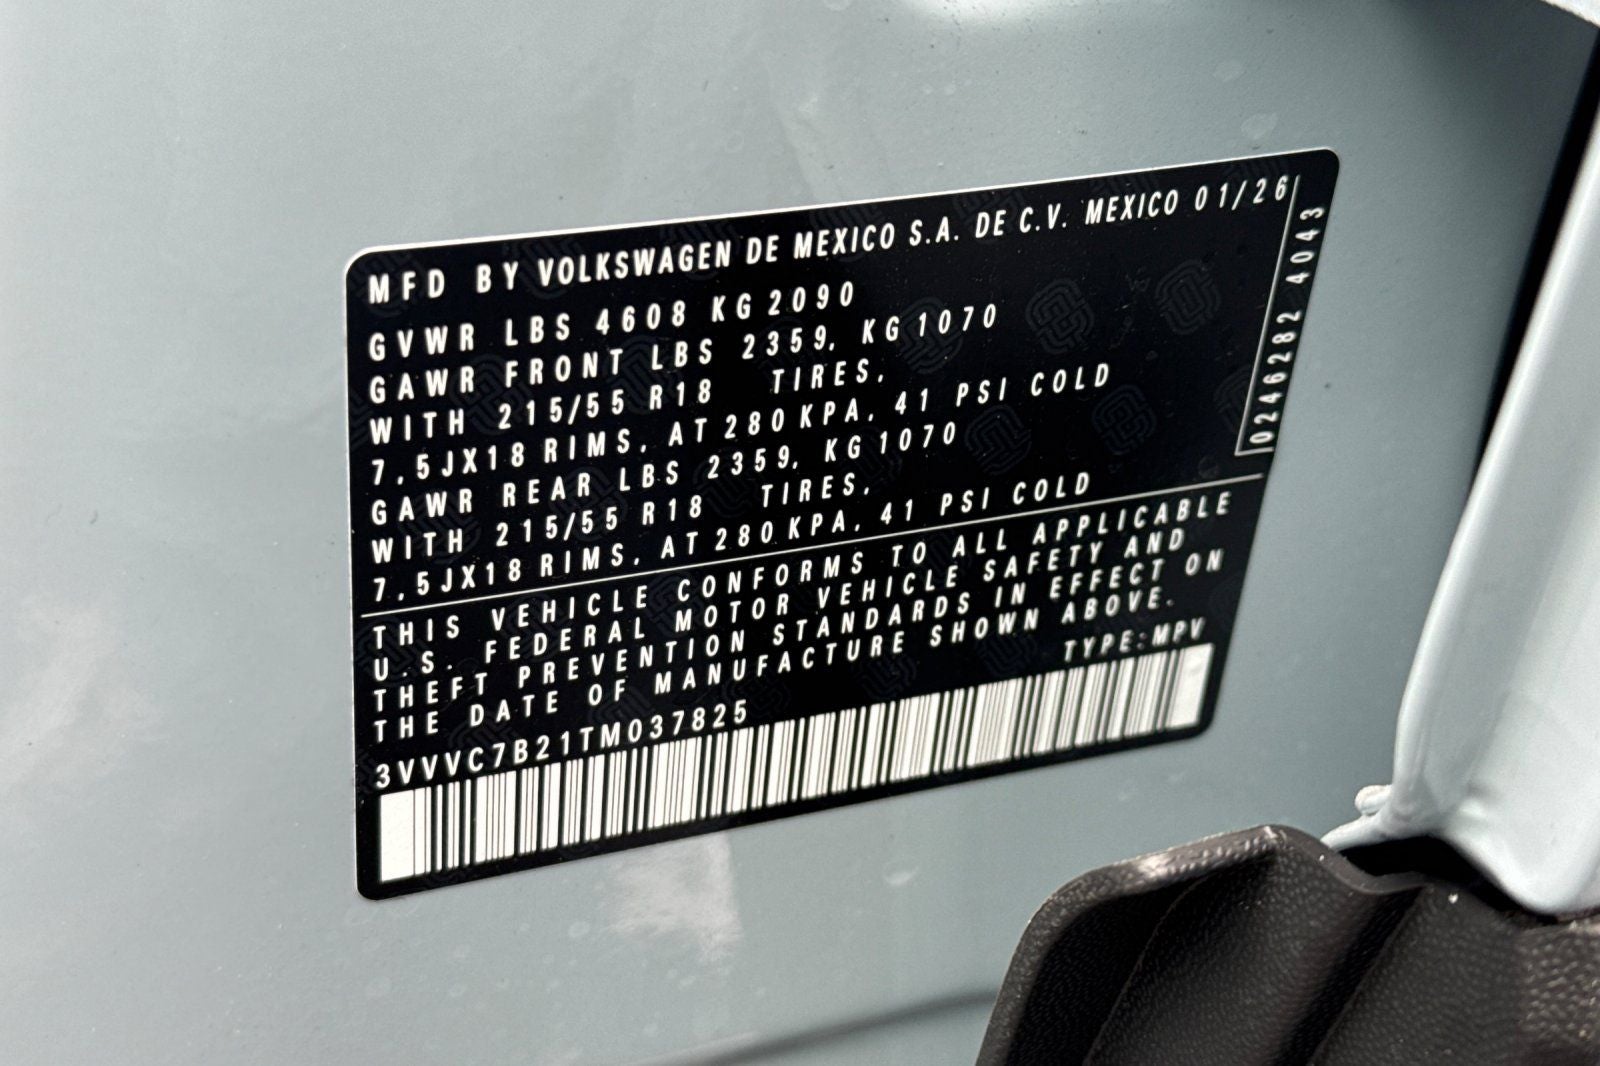 MFD BY VOLKSWAGEN DE MEXICO S.A. DE C.V. MEXICO 01/26
GVWR LBS 4608 KG 2090
GAWR FRONT LBS 2359, KG 1070
WITH 215/55 R18 TIRES,
7,5JX18 RIMS, AT 280 KPA, 41 PSI COLD
GAWR REAR LBS 2359, KG 1070
WITH 215/55 R18 TIRES,
7,5JX18 RIMS, AT 280 KPA, 41 PSI COLD
0246282 4043
THIS VEHICLE CONFORMS TO ALL APPLICABLE
U.S. FEDERAL MOTOR VEHICLE SAFETY AND
THEFT PREVENTION STANDARDS IN EFFECT ON
THE DATE OF MANUFACTURE SHOWN ABOVE.
TYPE:MPV
3VVVC7B21TM037825